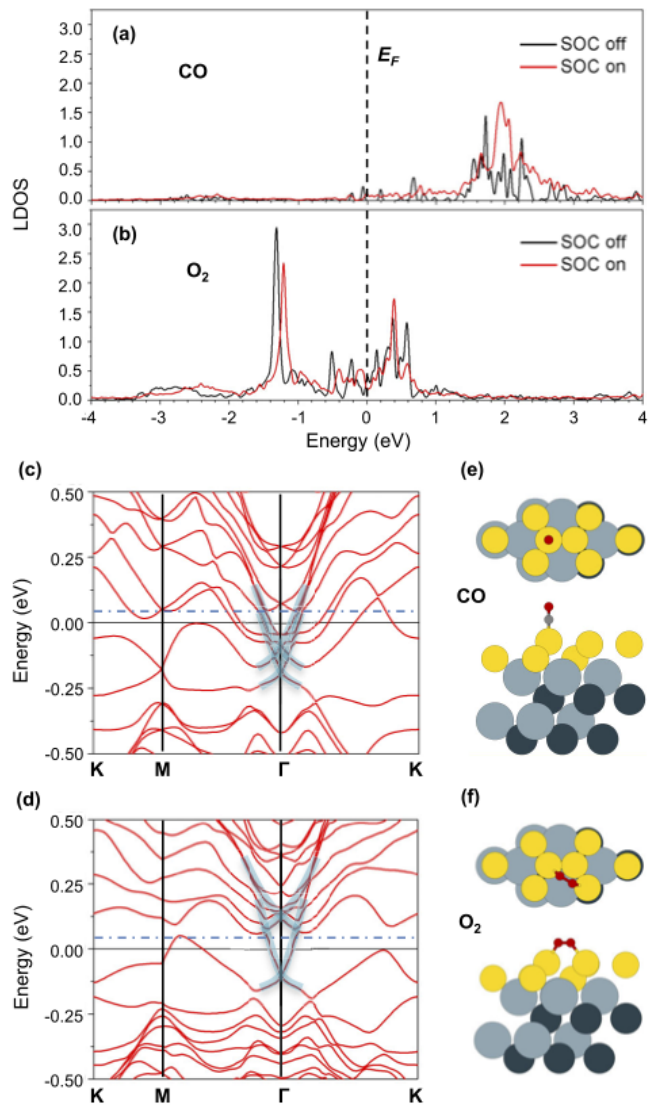 (a)
CO
E_F
SOC off
SOC on
3.0
2.5
2.0
1.5
1.0
0.5
0.0
LDOS
(b)
O₂
SOC off
SOC on
3.0
2.5
2.0
1.5
1.0
0.5
0.0
-4 -3 -2 -1 0 1 2 3 4
Energy (eV)
(c)
0.50
0.25
0.00
-0.25
-0.50
Energy (eV)
K M Γ K
(e)
CO
(d)
0.50
0.25
0.00
-0.25
-0.50
Energy (eV)
K M Γ K
(f)
O₂